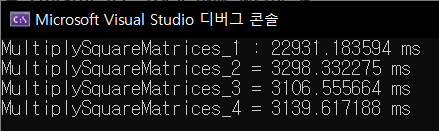 Microsoft Visual Studio 디버그 콘솔
MultiplySquareMatrices_1 : 22931.183594 ms
MultiplySquareMatrices_2 = 3298.332275 ms
MultiplySquareMatrices_3 = 3106.555664 ms
MultiplySquareMatrices_4 = 3139.617188 ms